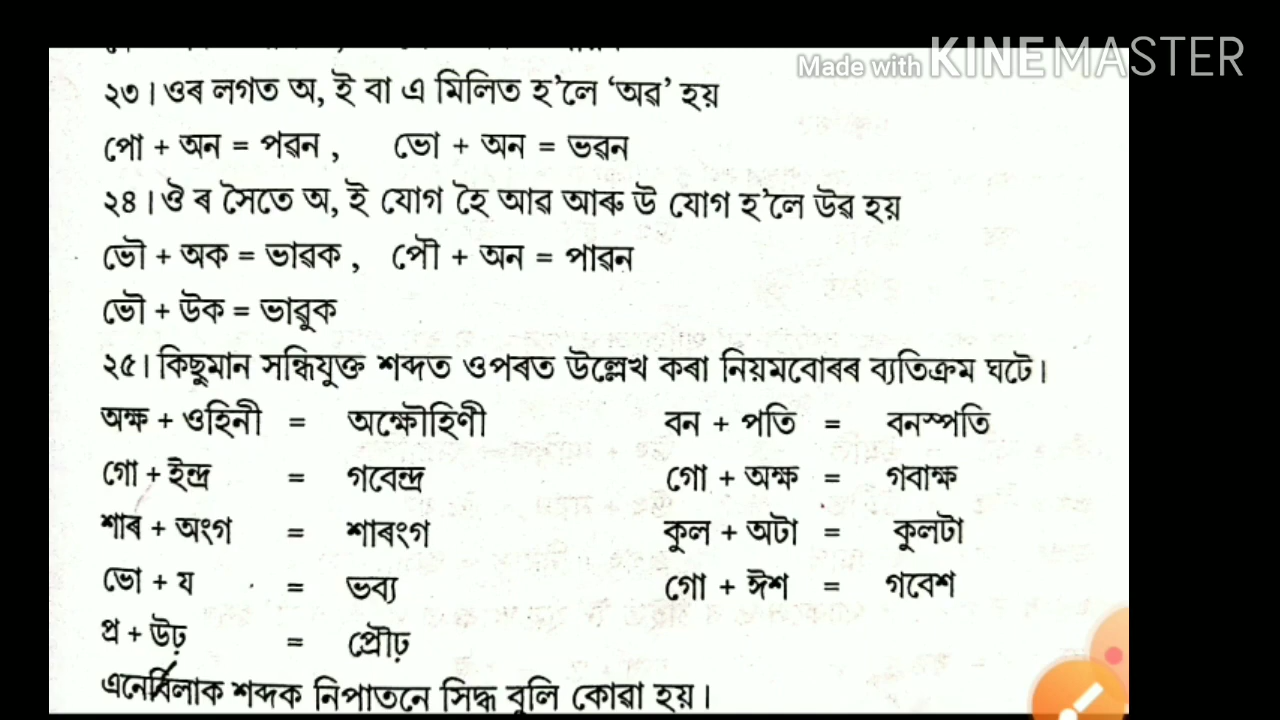 Made with KINEMASTER
২৩। ওৰ লগত অ, ই বা এ মিলিত হ'লে ‘অৱ’ হয়
পো + অন = পৱন , ভো + অন = ভৱন
২৪। ঔ ৰ সৈতে অ, ই যোগ হৈ আৱ আৰু উ যোগ হ'লে উৱ হয়
ভৌ + অক = ভাৱক , পৌ + অন = পাৱন
ভৌ + উক = ভাৱুক
২৫। কিছুমান সন্ধিযুক্ত শব্দত ওপৰত উল্লেখ কৰা নিয়মবোৰৰ ব্যতিক্ৰম ঘটে।
অক্ষ + ওহিনী = অক্ষৌহিণী বন + পতি = বনস্পতি
গো + ইন্দ্ৰ = গবেন্দ্ৰ গো + অক্ষ = গবাক্ষ
শাৰ + অংগ = শাৰংগ কুল + অটা = কুলটা
ভো + য = ভব্য গো + ঈশ = গবেশ
প্ৰ + উঢ় = প্ৰৌঢ়
এনেবিলাক শব্দক নিপাতনে সিদ্ধ বুলি কোৱা হয়।